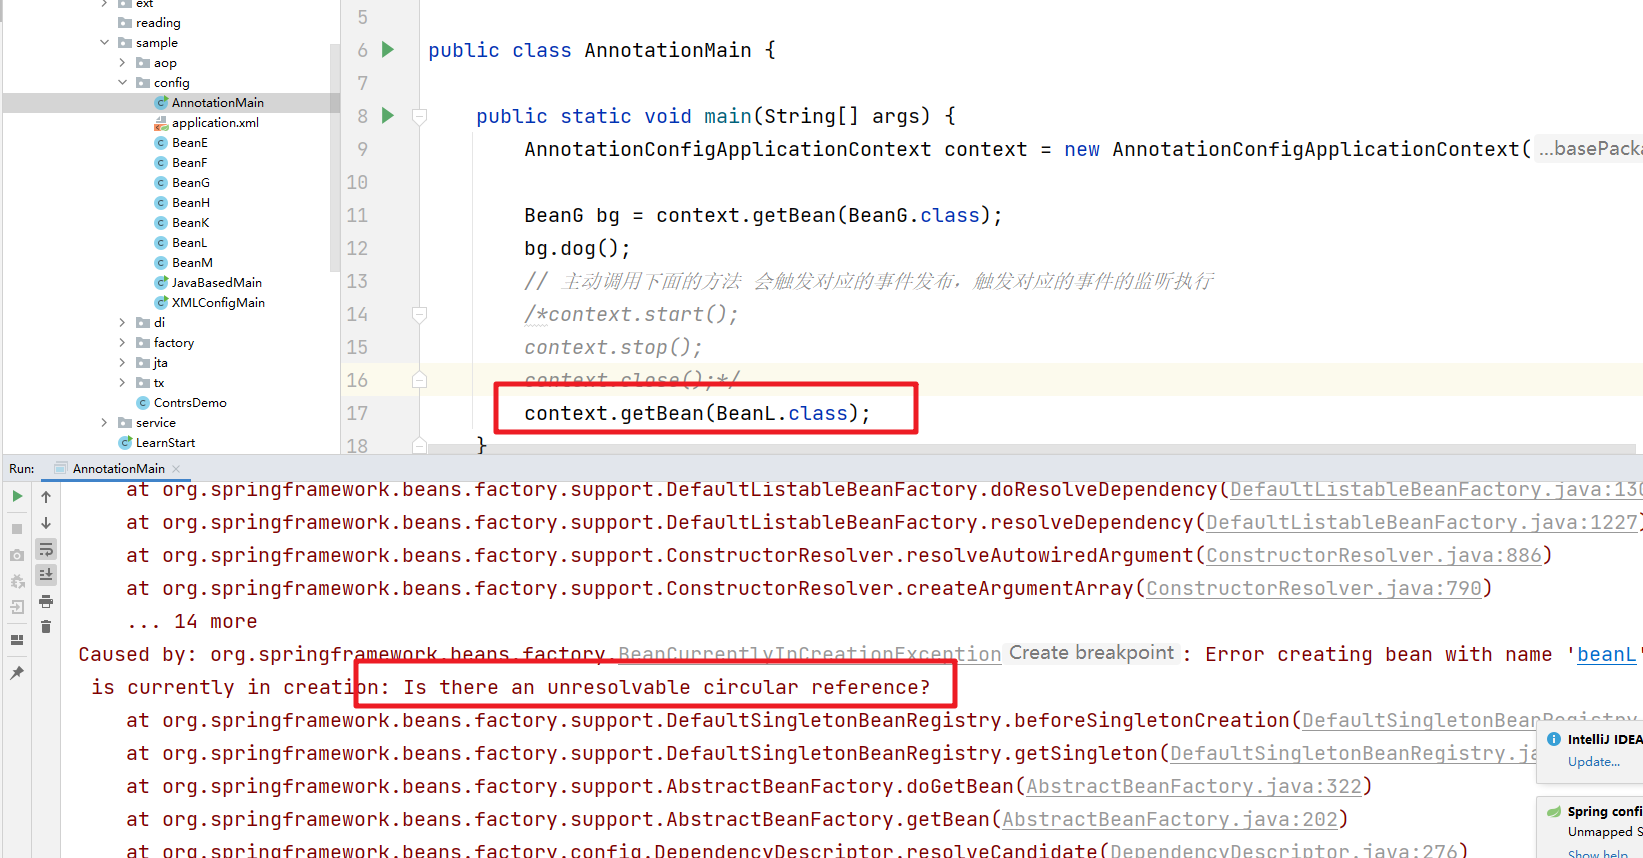 ext
reading
sample
aop
config
AnnotationMain
application.xml
BeanE
BeanF
BeanG
BeanH
BeanK
BeanL
BeanM
JavaBasedMain
XMLConfigMain
di
factory
jta
tx
ContrsDemo
service
LearnStart
5
6 public class AnnotationMain {
7
8 public static void main(String[] args) {
9 AnnotationConfigApplicationContext context = new AnnotationConfigApplicationContext( ...basePacka
10
11 BeanG bg = context.getBean(BeanG.class);
12 bg.dog();
13 // 主动调用下面的方法 会触发对应的事件发布，触发对应的事件的监听执行
14 /*context.start();
15 context.stop();
16 context.close();*/
17 context.getBean(BeanL.class);
18 }
Run: AnnotationMain
at org.springframework.beans.factory.support.DefaultListableBeanFactory.doResolveDependency(DefaultListableBeanFactory.java:130
at org.springframework.beans.factory.support.DefaultListableBeanFactory.resolveDependency(DefaultListableBeanFactory.java:1227)
at org.springframework.beans.factory.support.ConstructorResolver.resolveAutowiredArgument(ConstructorResolver.java:886)
at org.springframework.beans.factory.support.ConstructorResolver.createArgumentArray(ConstructorResolver.java:790)
... 14 more
Caused by: org.springframework.beans.factory.BeanCurrentlyInCreationException Create breakpoint : Error creating bean with name 'beanL'
is currently in creation: Is there an unresolvable circular reference?
at org.springframework.beans.factory.support.DefaultSingletonBeanRegistry.beforeSingletonCreation(DefaultSingletonBeanRegistry.
at org.springframework.beans.factory.support.DefaultSingletonBeanRegistry.getSingleton(DefaultSingletonBeanRegistry.ja
at org.springframework.beans.factory.support.AbstractBeanFactory.doGetBean(AbstractBeanFactory.java:322)
at org.springframework.beans.factory.support.AbstractBeanFactory.getBean(AbstractBeanFactory.java:202)
at org.springframework.beans.factory.config.DependencyDescriptor.resolveCandidate(DependencyDescriptor.java:276)
IntelliJ IDEA
Update...
Spring confi
Unmapped S
Show help